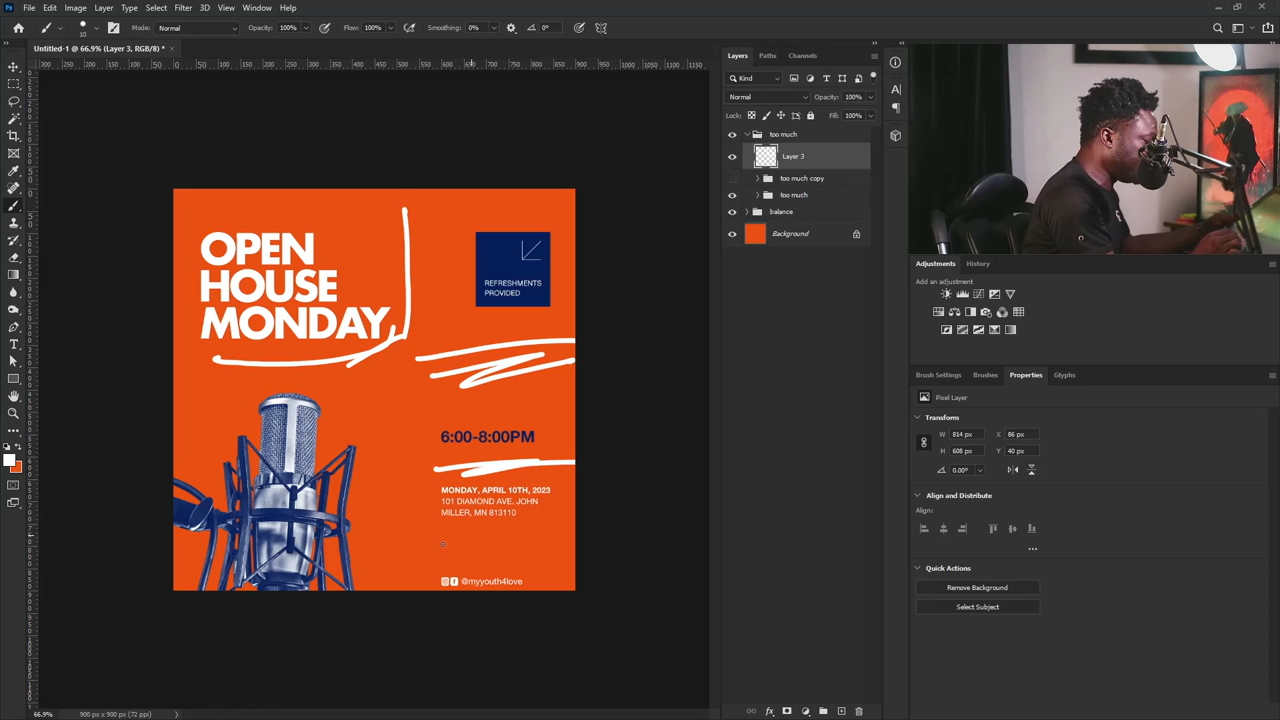 File Edit Image Layer Type Select Filter 3D View Window Help
Mode: Normal Opacity: 100% Flow: 100% Smoothing: 0% 0°
10
Untitled-1 @ 66.9% (Layer 3, RGB/8) *
OPEN
HOUSE
MONDAY
REFRESHMENTS
PROVIDED
6:00-8:00PM
MONDAY, APRIL 10TH, 2023
101 DIAMOND AVE. JOHN
MILLER, MN 813110
@myyouth4love
66.9% 900 px x 900 px (72 ppi)
Layers Paths Channels
Kind
Normal Opacity: 100%
Lock: Fill: 100%
too much
Layer 3
too much copy
too much
balance
Background
Adjustments History
Add an adjustment
Brush Settings Brushes Properties Glyphs
Pixel Layer
Transform
W 814 px X 86 px
H 608 px Y 40 px
0.00°
Align and Distribute
Align:
Quick Actions
Remove Background
Select Subject